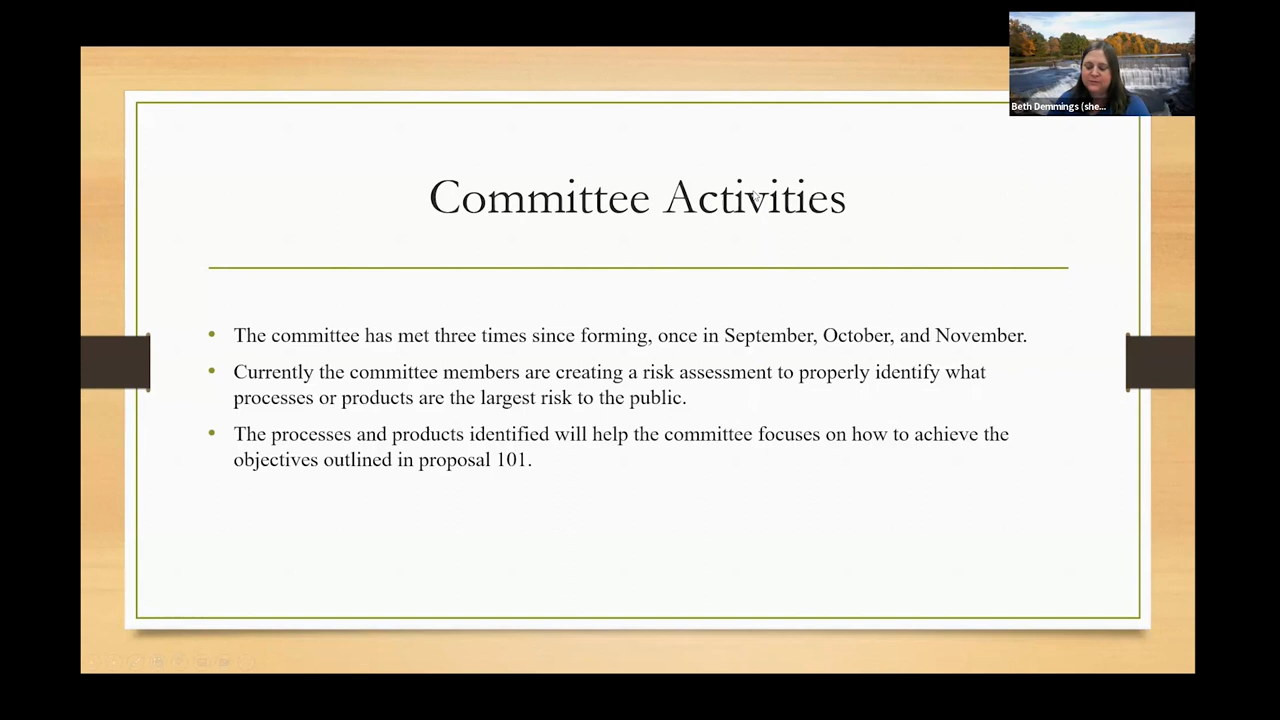 Beth Demmings (she...
Committee Activities
• The committee has met three times since forming, once in September, October, and November.
• Currently the committee members are creating a risk assessment to properly identify what
processes or products are the largest risk to the public.
• The processes and products identified will help the committee focuses on how to achieve the
objectives outlined in proposal 101.